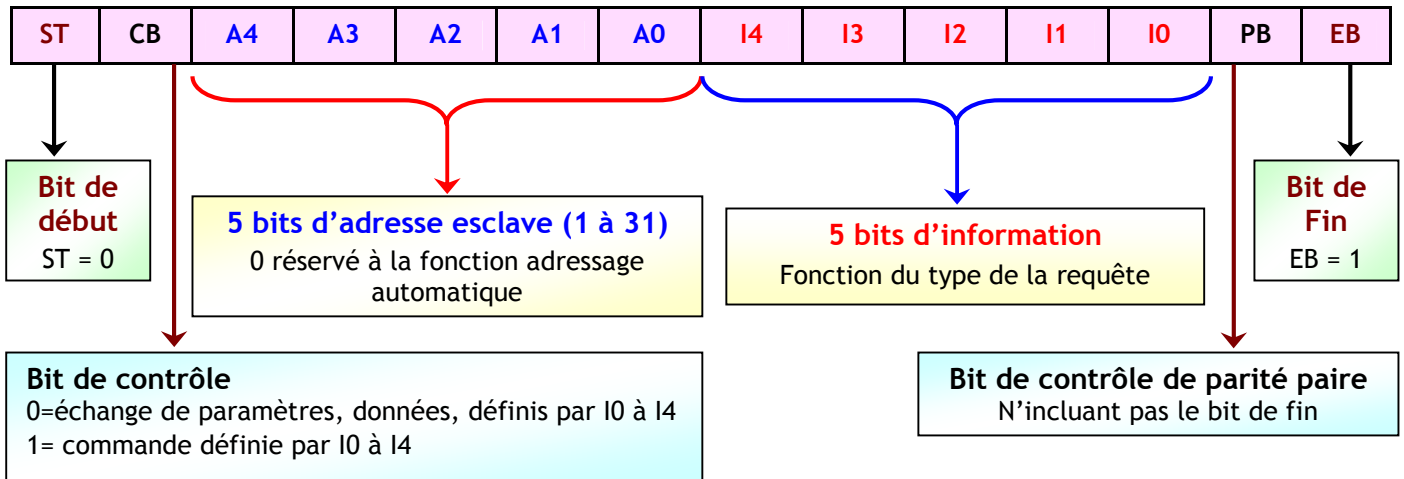 ST CB A4 A3 A2 A1 A0 I4 I3 I2 I1 I0 PB EB
Bit de
début
ST = 0
5 bits d’adresse esclave (1 à 31)
0 réservé à la fonction adressage
automatique
5 bits d’information
Fonction du type de la requête
Bit de
Fin
EB = 1
Bit de contrôle
0=échange de paramètres, données, définis par I0 à I4
1= commande définie par I0 à I4
Bit de contrôle de parité paire
N’incluant pas le bit de fin